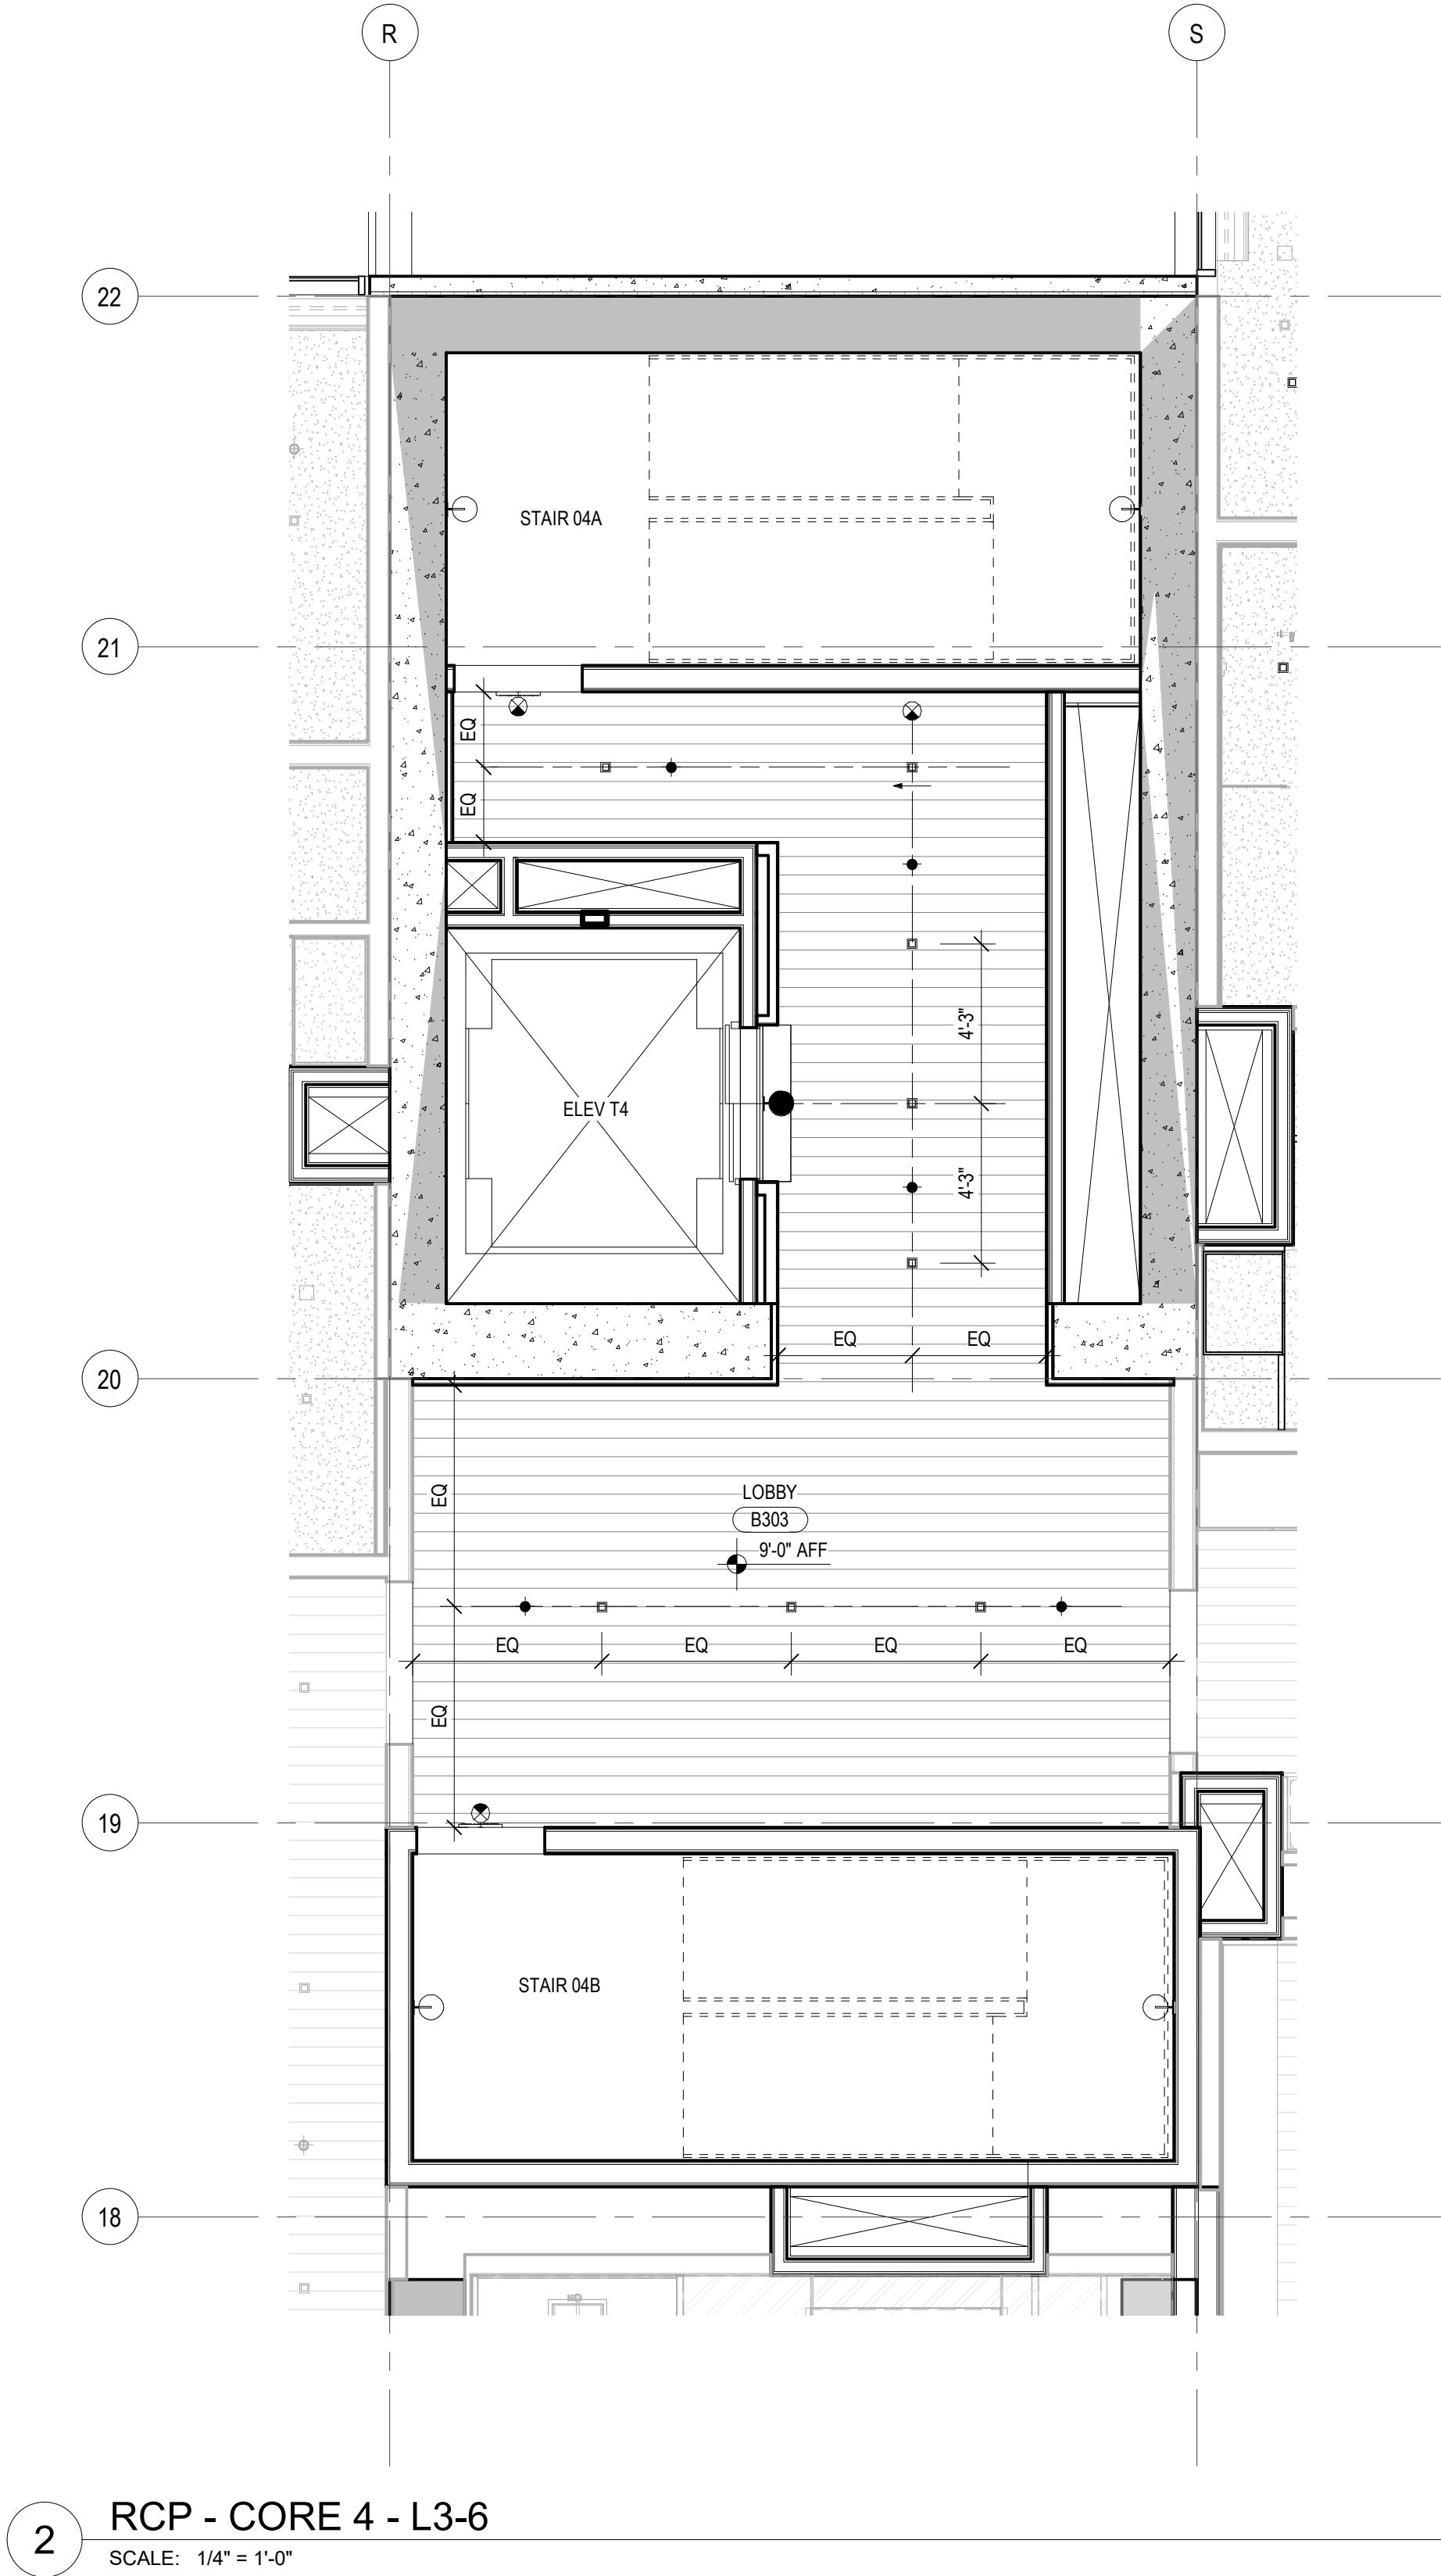 R
S
22
STAIR 04A
21
EQ
EQ
4'-3"
ELEV T4
4'-3"
EQ
EQ
20
EQ
LOBBY
B303
9'-0" AFF
EQ
EQ
EQ
EQ
EQ
19
STAIR 04B
18
2
RCP - CORE 4 - L3-6
SCALE: 1/4" = 1'-0"